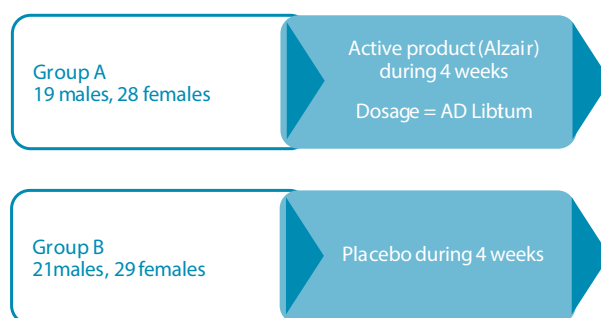 Group A
19 males, 28 females
Active product (Alzair)
during 4 weeks
Dosage = AD Libtum
Group B
21males, 29 females
Placebo during 4 weeks